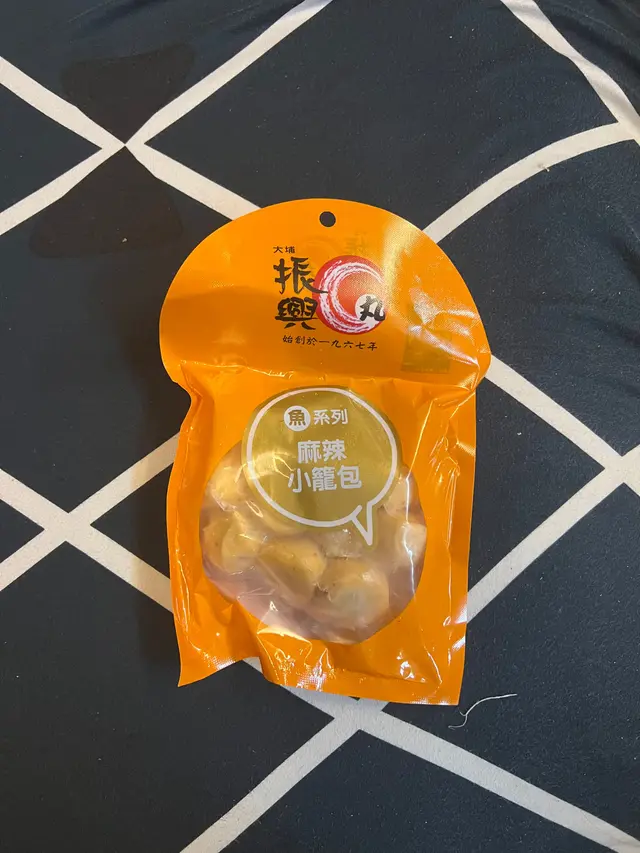 大埔
振興
丸
始創於一九六七年
魚系列
麻辣
小籠包